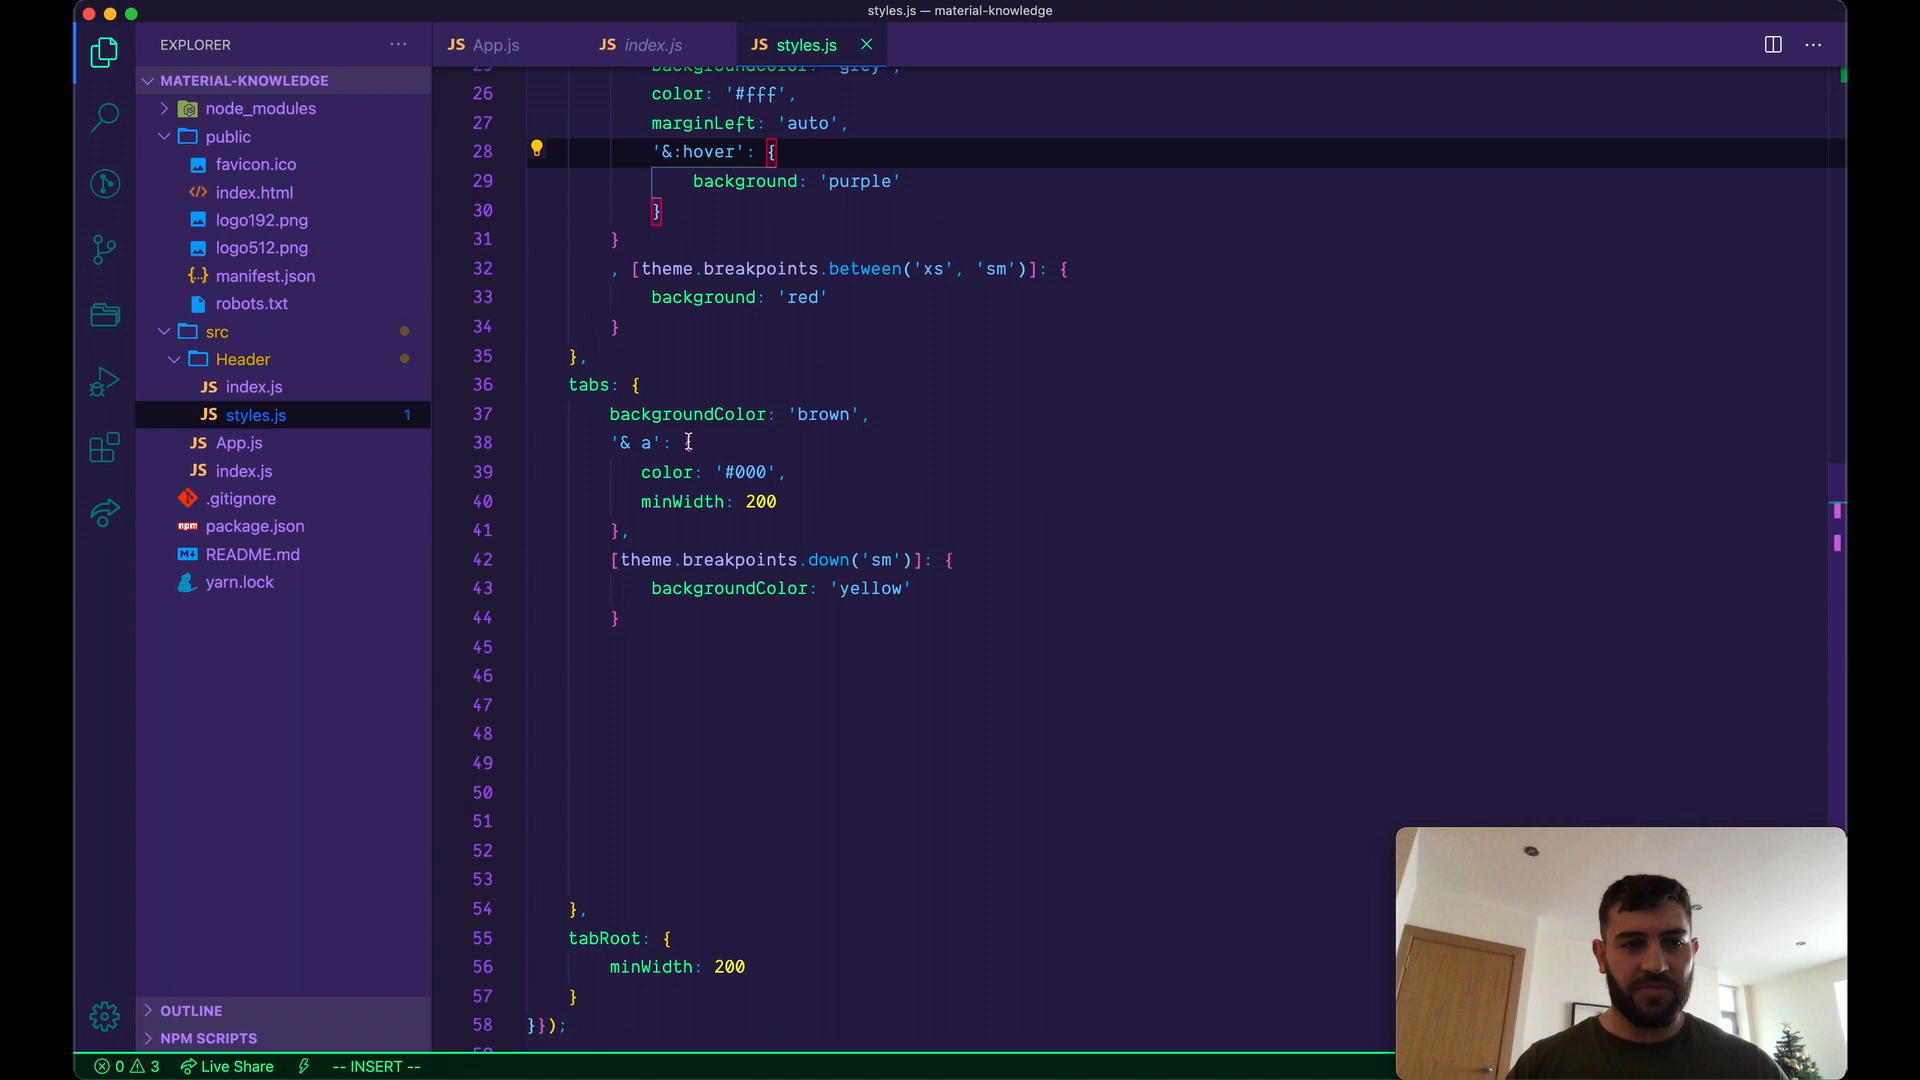 styles.js — material-knowledge
EXPLORER
JS App.js
JS index.js
JS styles.js
MATERIAL-KNOWLEDGE
node_modules
public
favicon.ico
index.html
logo192.png
logo512.png
manifest.json
robots.txt
src
Header
JS index.js
JS styles.js 1
JS App.js
JS index.js
.gitignore
npm package.json
README.md
yarn.lock
OUTLINE
NPM SCRIPTS
26 color: '#fff',
27 marginLeft: 'auto',
28 '&:hover': {
29 background: 'purple'
30 }
31 }
32 , [theme.breakpoints.between('xs', 'sm')]: {
33 background: 'red'
34 }
35 },
36 tabs: {
37 backgroundColor: 'brown',
38 '& a': {
39 color: '#000',
40 minWidth: 200
41 },
42 [theme.breakpoints.down('sm')]: {
43 backgroundColor: 'yellow'
44 }
45
46
47
48
49
50
51
52
53
54 },
55 tabRoot: {
56 minWidth: 200
57 }
58 }});
0 3 Live Share -- INSERT --